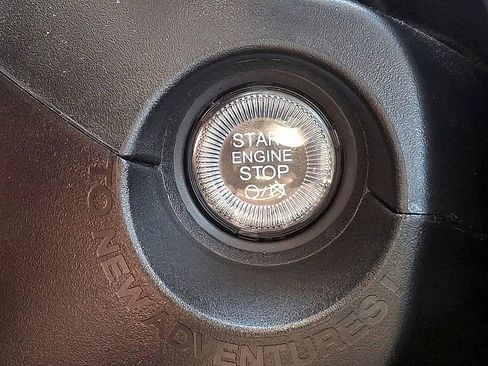 START
ENGINE
STOP
TO NEW ADVENTURES !